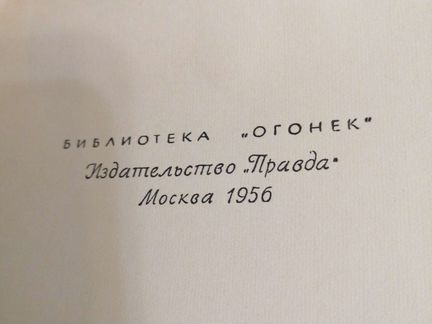 БИБЛИОТЕКА „ОГОНЕК"
Издательство „Правда"
Москва 1956